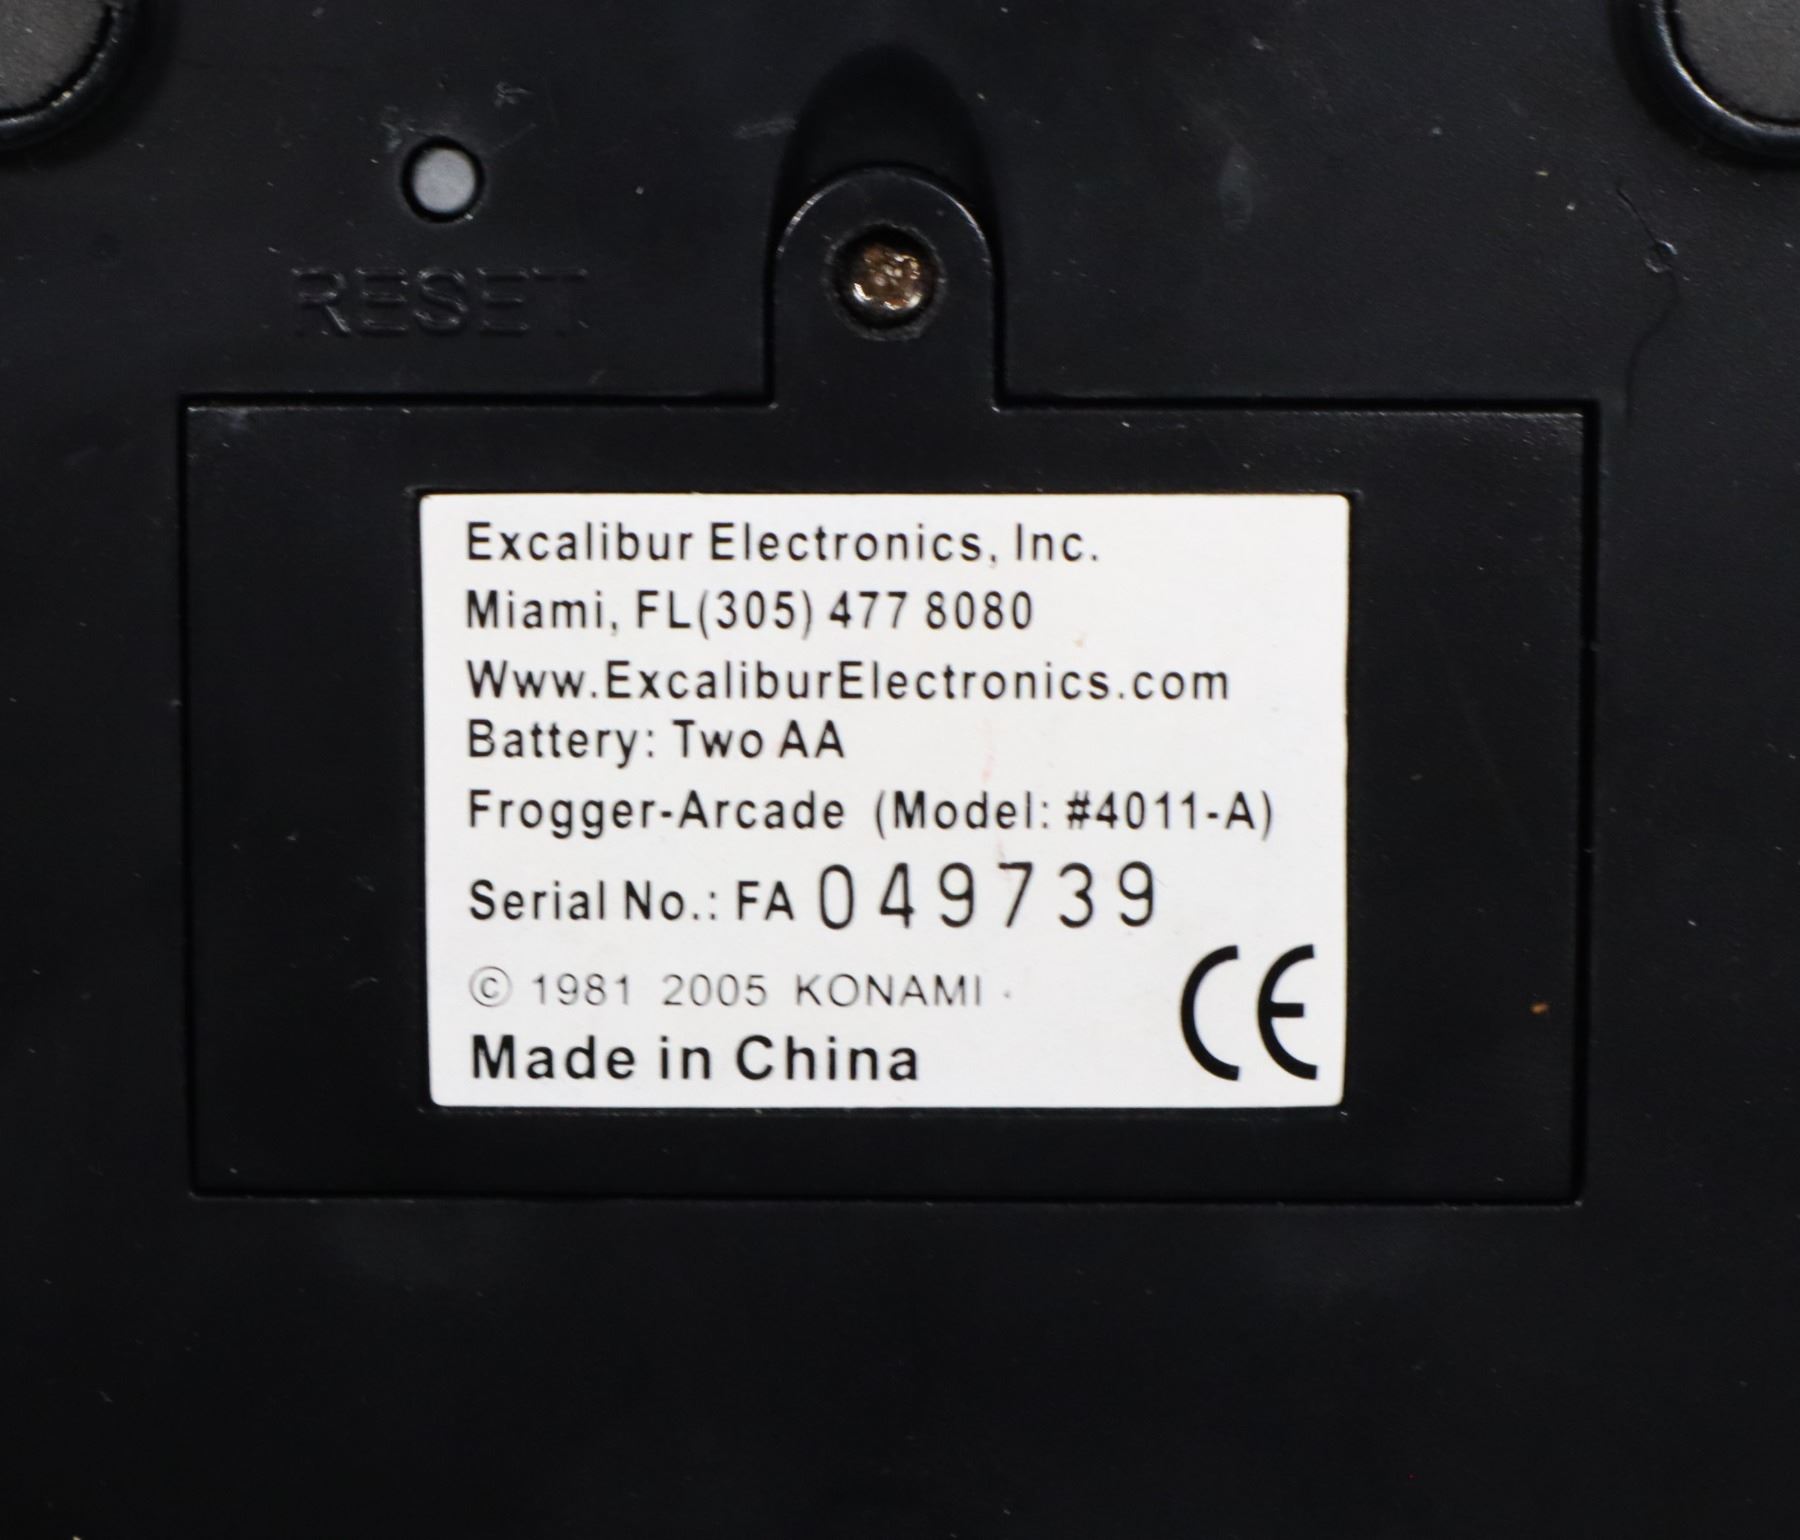 RESET
Excalibur Electronics, Inc.
Miami, FL(305) 477 8080
Www.ExcaliburElectronics.com
Battery: Two AA
Frogger-Arcade (Model: #4011-A)
Serial No.: FA 049739
© 1981 2005 KONAMI
Made in China
CE